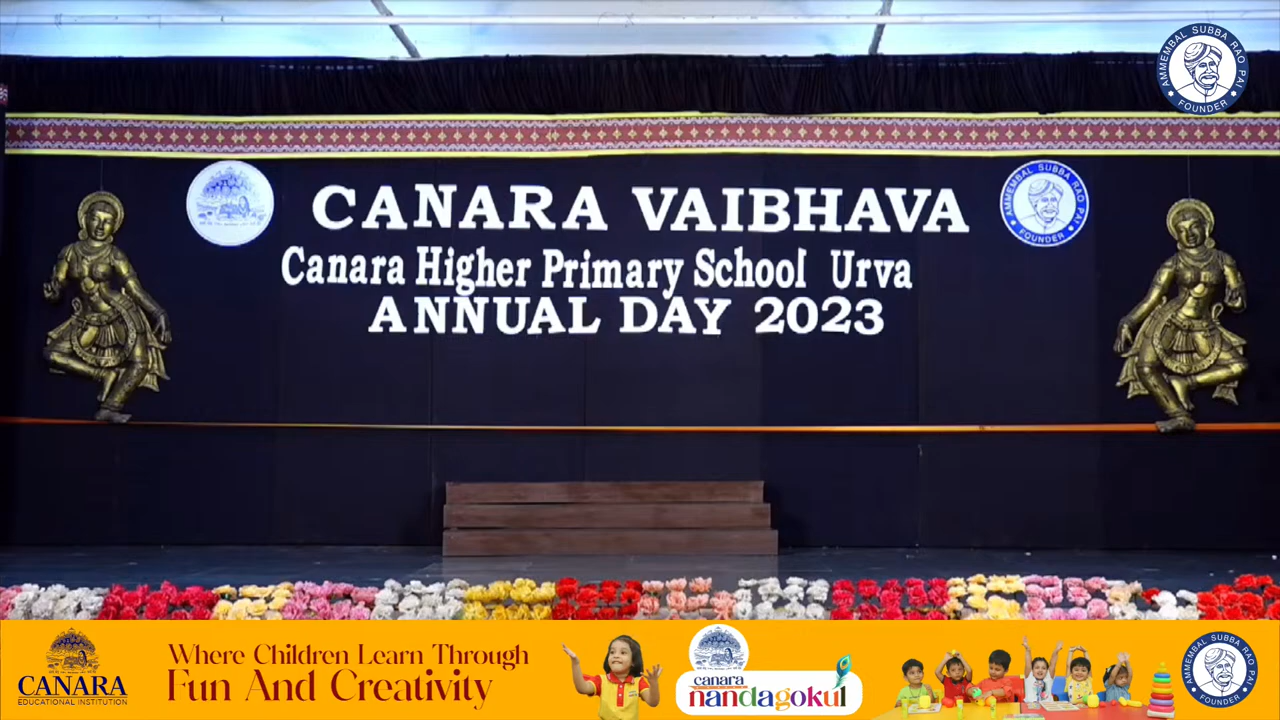 AMMEMBAL SUBBA RAO PAI
FOUNDER
CANARA VAIBHAVA
AMMEMBAL SUBBA RAO PAI
FOUNDER
Canara Higher Primary School Urva
ANNUAL DAY 2023
CANARA
EDUCATIONAL INSTITUTION
Where Children Learn Through
Fun And Creativity
canara
nandagokul
AMMEMBAL SUBBA RAO PAI
FOUNDER